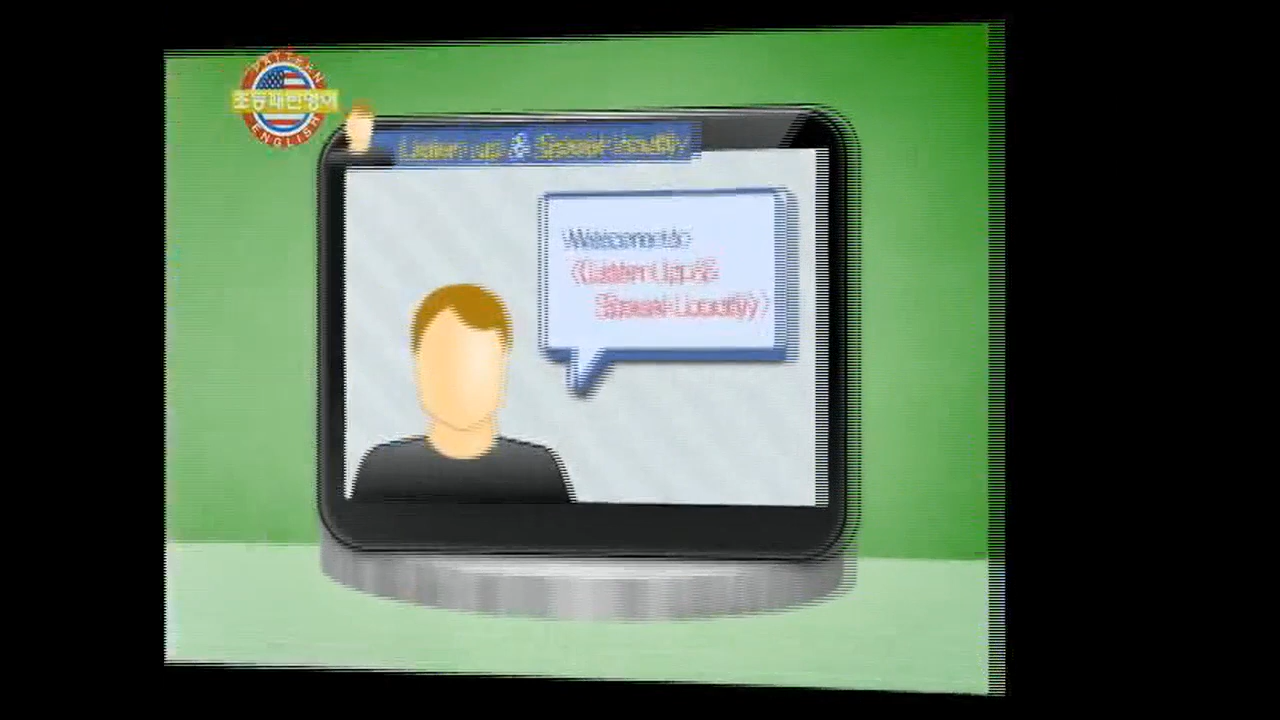 PATTERN
초등패턴영어
ENGLISH
Listen up & Speak Loudly
Welcome to
<Listen Up &
Speak Loudly>